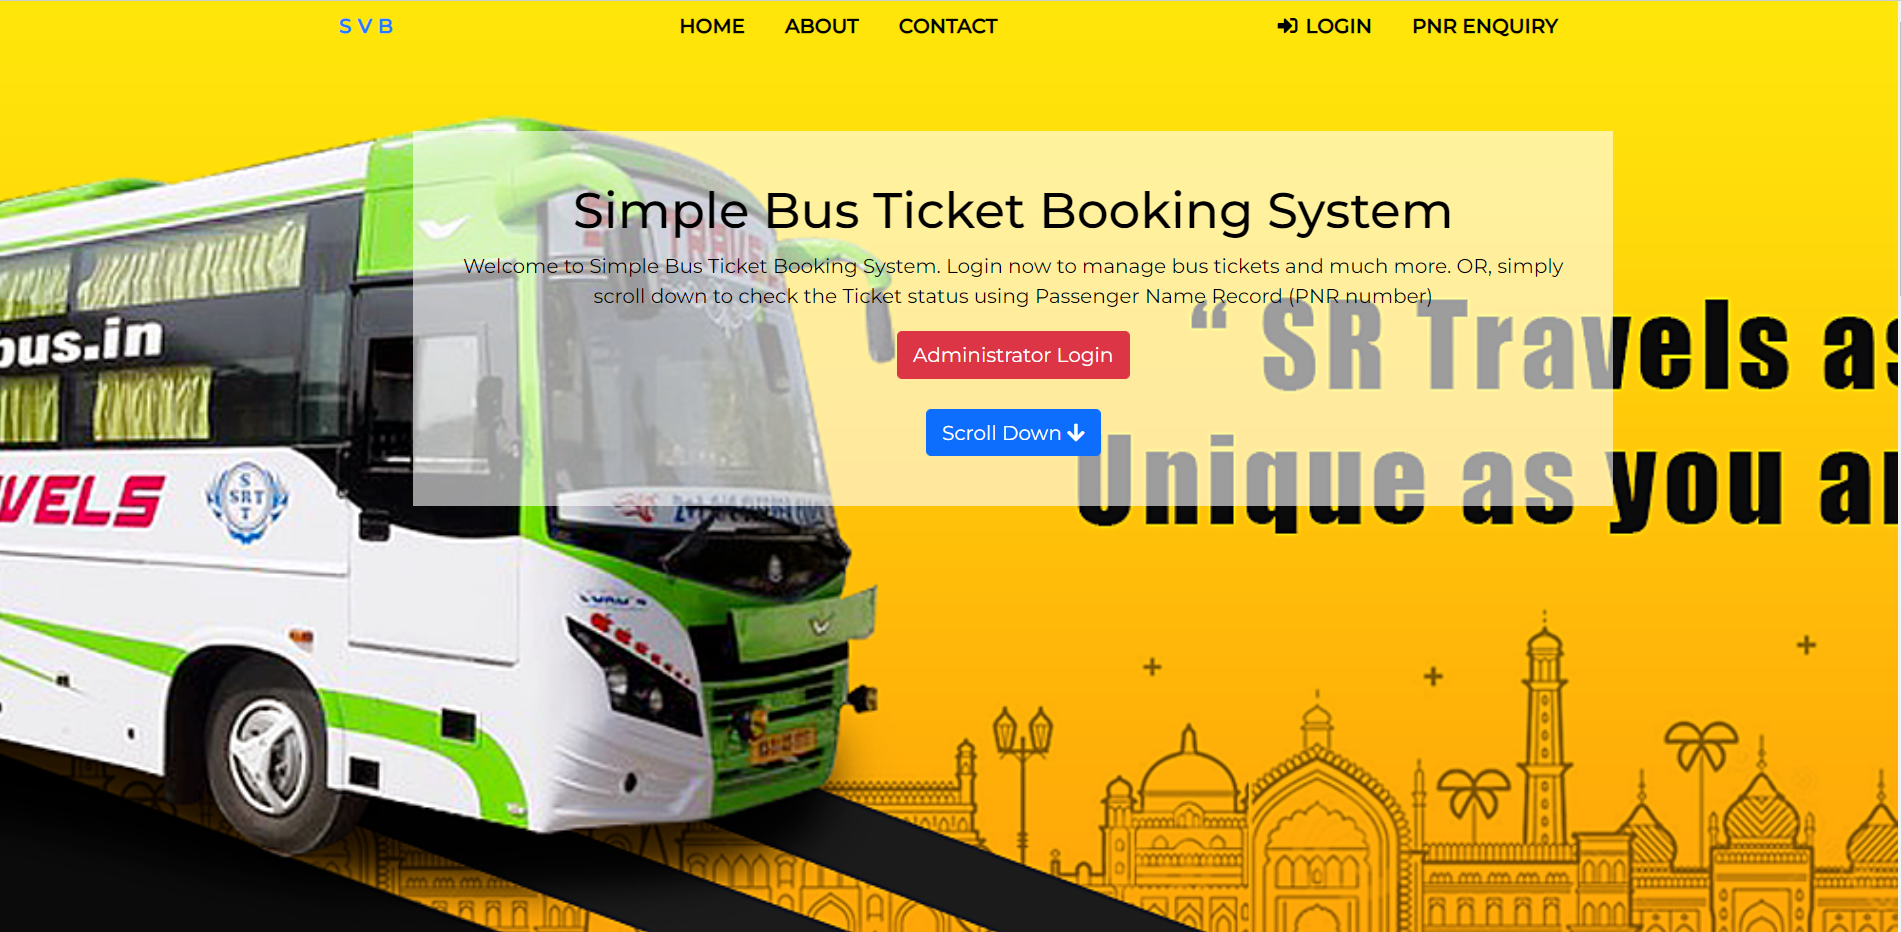 S V B
HOME
ABOUT
CONTACT
LOGIN
PNR ENQUIRY
Simple Bus Ticket Booking System
Welcome to Simple Bus Ticket Booking System. Login now to manage bus tickets and much more. OR, simply
scroll down to check the Ticket status using Passenger Name Record (PNR number)
Administrator Login
Scroll Down
“ SR Travels as
Unique as you ar
bus.in
VELS
S
SRT
T